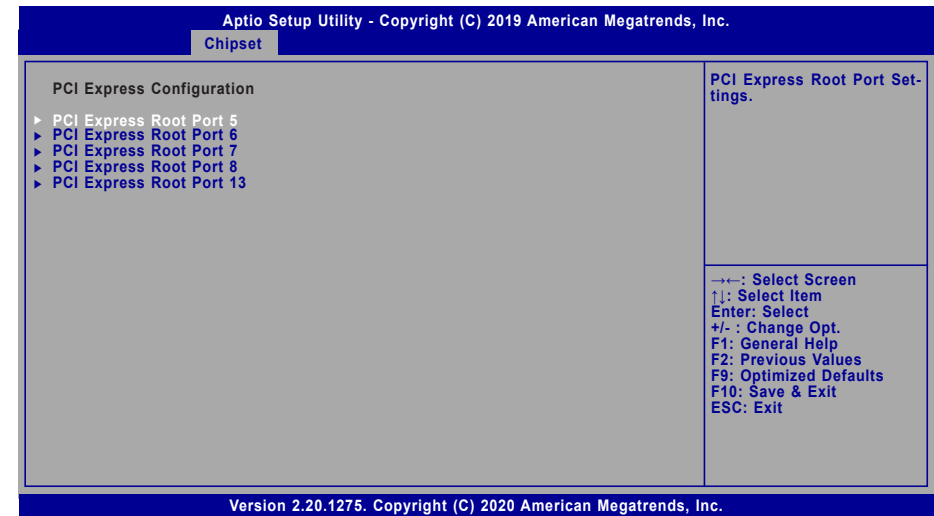 Aptio Setup Utility - Copyright (C) 2019 American Megatrends, Inc.
Chipset
PCI Express Configuration
► PCI Express Root Port 5
► PCI Express Root Port 6
► PCI Express Root Port 7
► PCI Express Root Port 8
► PCI Express Root Port 13
PCI Express Root Port Set-
tings.
→←: Select Screen
↑↓: Select Item
Enter: Select
+/- : Change Opt.
F1: General Help
F2: Previous Values
F9: Optimized Defaults
F10: Save & Exit
ESC: Exit
Version 2.20.1275. Copyright (C) 2020 American Megatrends, Inc.